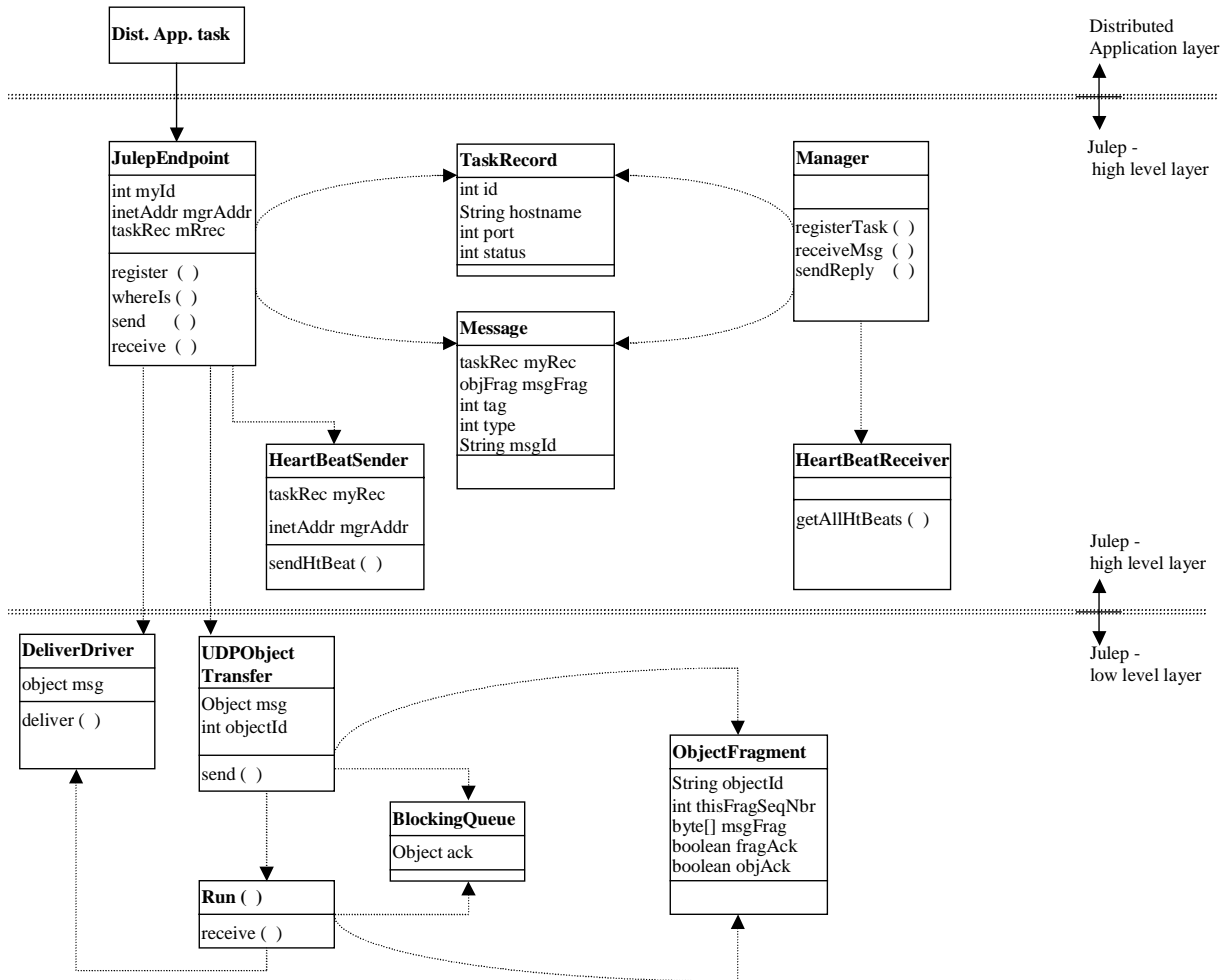 Dist. App. task
Distributed
Application layer
Julep -
high level layer
JulepEndpoint
int myId
inetAddr mgrAddr
taskRec mRrec
register ( )
whereIs ( )
send ( )
receive ( )
TaskRecord
int id
String hostname
int port
int status
Manager
registerTask ( )
receiveMsg ( )
sendReply ( )
Message
taskRec myRec
objFrag msgFrag
int tag
int type
String msgId
HeartBeatSender
taskRec myRec
inetAddr mgrAddr
sendHtBeat ( )
HeartBeatReceiver
getAllHtBeats ( )
Julep -
high level layer
Julep -
low level layer
DeliverDriver
object msg
deliver ( )
UDPObject
Transfer
Object msg
int objectId
send ( )
BlockingQueue
Object ack
ObjectFragment
String objectId
int thisFragSeqNbr
byte[] msgFrag
boolean fragAck
boolean objAck
Run ( )
receive ( )